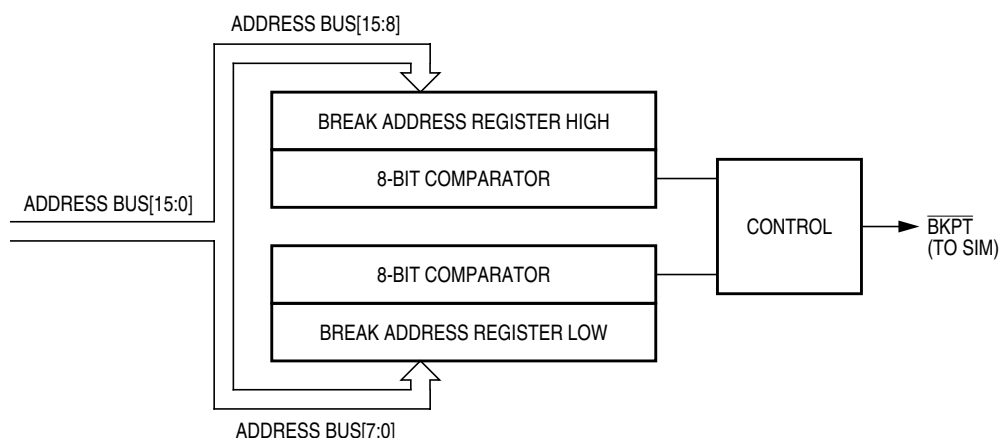 ADDRESS BUS[15:8]
BREAK ADDRESS REGISTER HIGH
8-BIT COMPARATOR
ADDRESS BUS[15:0]
CONTROL
BKPT
(TO SIM)
8-BIT COMPARATOR
BREAK ADDRESS REGISTER LOW
ADDRESS BUS[7:0]